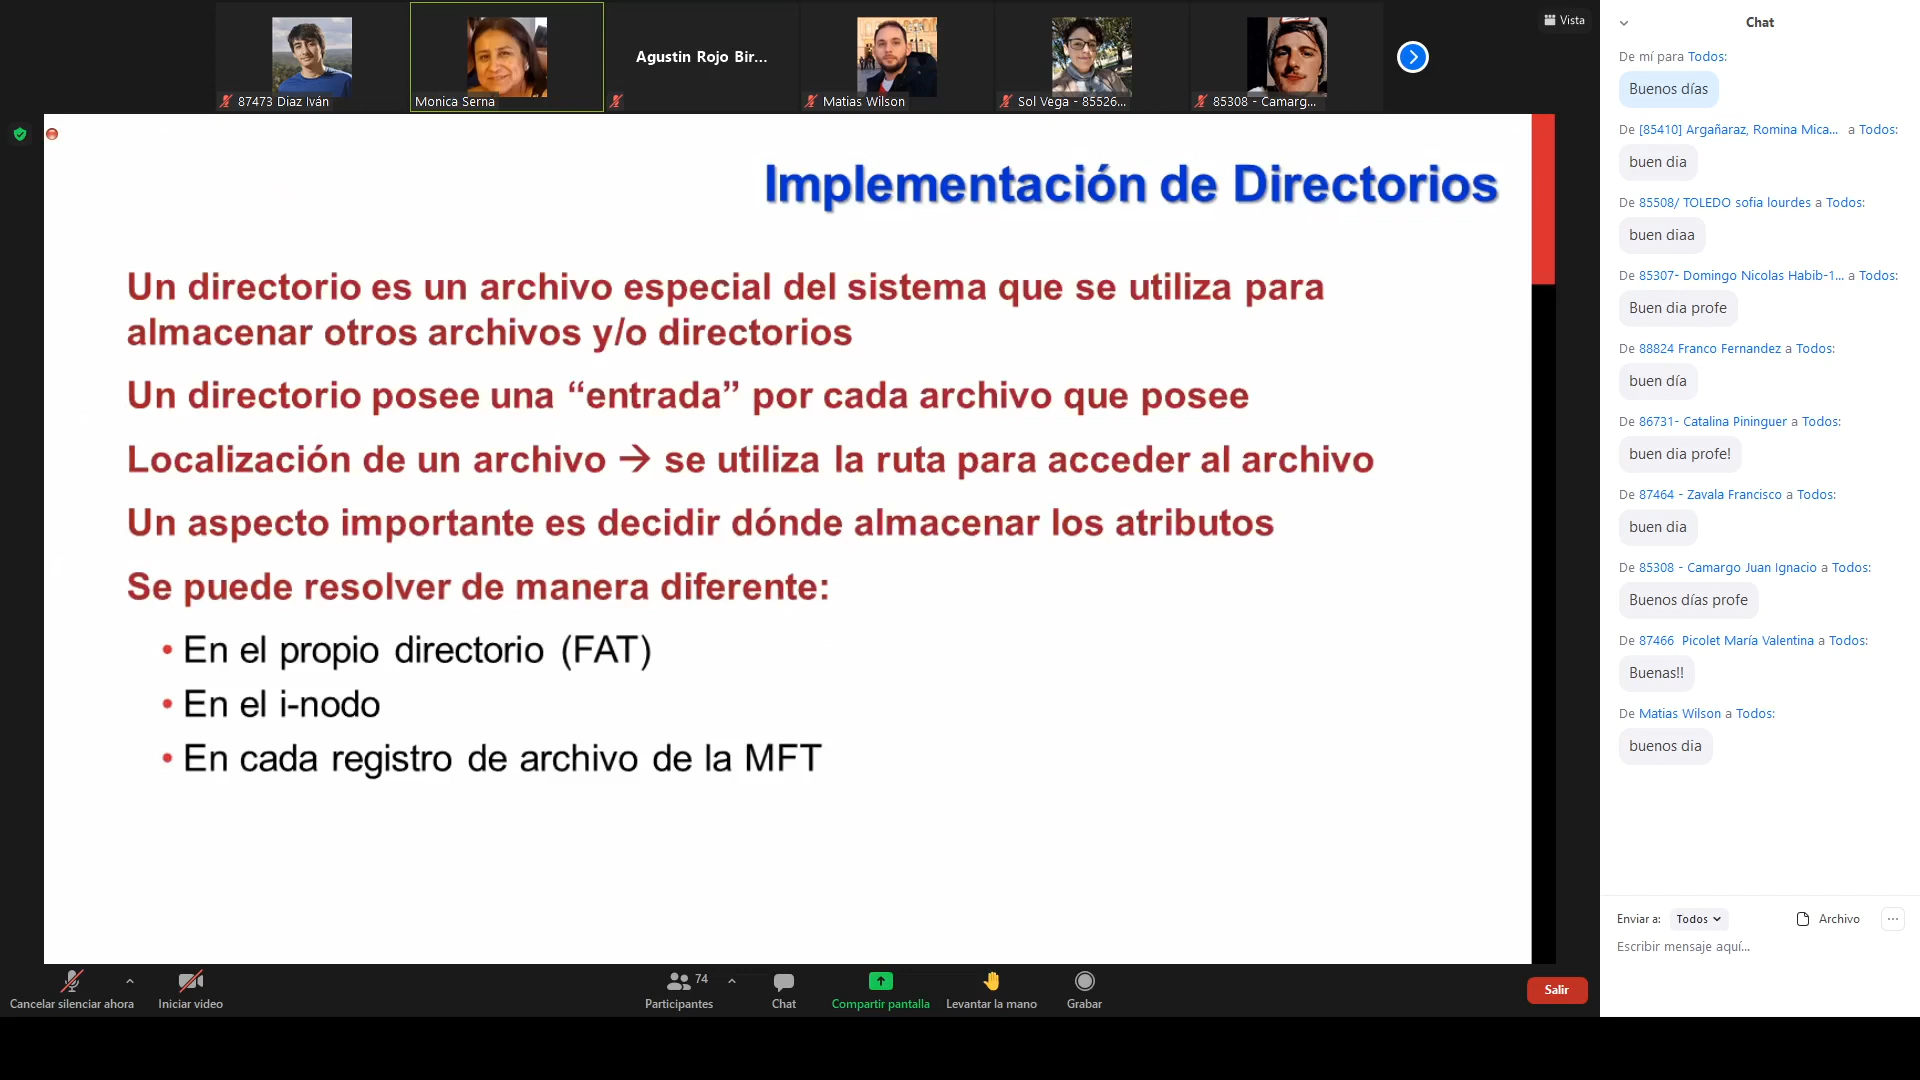 Vista
Agustin Rojo Bir...
87473 Diaz Iván
Monica Serna
Matias Wilson
Sol Vega - 85526...
85308 - Camarg...
Implementación de Directorios
Un directorio es un archivo especial del sistema que se utiliza para
almacenar otros archivos y/o directorios
Un directorio posee una “entrada” por cada archivo que posee
Localización de un archivo → se utiliza la ruta para acceder al archivo
Un aspecto importante es decidir dónde almacenar los atributos
Se puede resolver de manera diferente:
• En el propio directorio (FAT)
• En el i-nodo
• En cada registro de archivo de la MFT
Cancelar silenciar ahora
Iniciar video
74
Participantes
Chat
Compartir pantalla
Levantar la mano
Grabar
Salir
Chat
De mí para Todos:
Buenos días
De [85410] Argañaraz, Romina Mica... a Todos:
buen dia
De 85508/ TOLEDO sofia lourdes a Todos:
buen diaa
De 85307- Domingo Nicolas Habib-1... a Todos:
Buen dia profe
De 88824 Franco Fernandez a Todos:
buen día
De 86731- Catalina Pininguer a Todos:
buen dia profe!
De 87464 - Zavala Francisco a Todos:
buen dia
De 85308 - Camargo Juan Ignacio a Todos:
Buenos días profe
De 87466 Picolet María Valentina a Todos:
Buenas!!
De Matias Wilson a Todos:
buenos dia
Enviar a: Todos
Archivo
Escribir mensaje aquí...